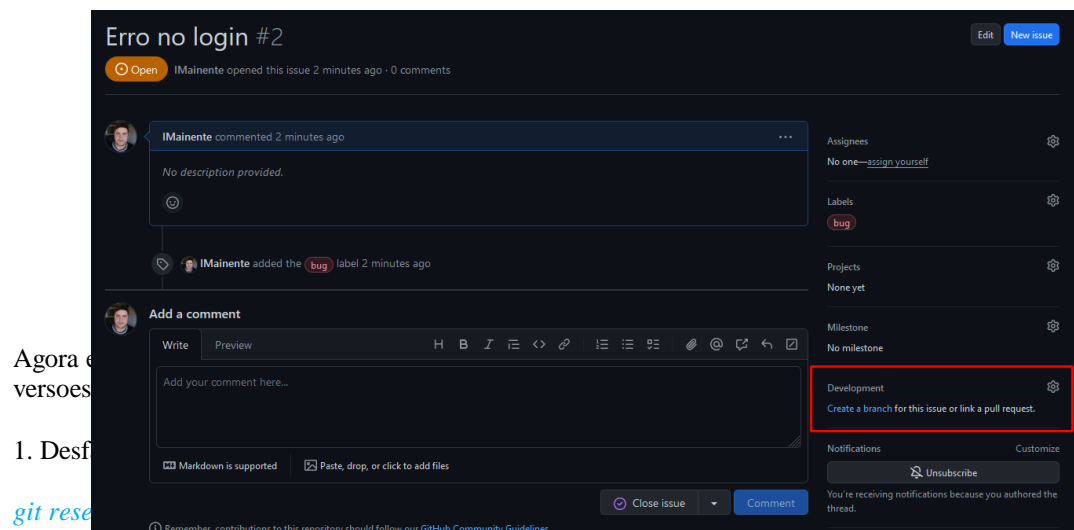 Erro no login #2
Edit New issue
Open IMainente opened this issue 2 minutes ago · 0 comments
IMainente commented 2 minutes ago ...
No description provided.
Assignees
No one—assign yourself
Labels
bug
IMainente added the bug label 2 minutes ago
Projects
None yet
Add a comment
Milestone
No milestone
Write Preview
Agora
versoes
Add your comment here...
Development
Create a branch for this issue or link a pull request.
1. Desf
Notifications Customize
Markdown is supported Paste, drop, or click to add files
Unsubscribe
You're receiving notifications because you authored the
thread.
git rese
Close issue Comment
Remember, contributions to this repository should follow our GitHub Community Guidelines